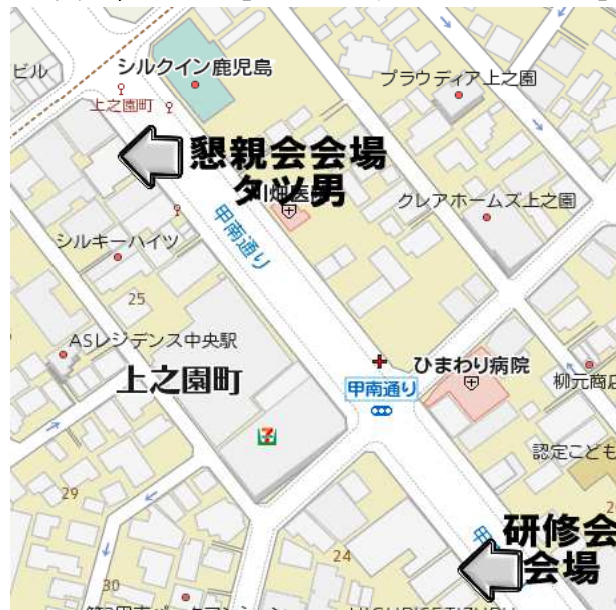 ビル
シルクイン鹿児島
プラウディア上之園
上之園町
懇親会会場
タツ男
クレアホームズ上之園
甲南通り
シルキーハイツ
25
ASレジデンス中央駅
上之園町
ひまわり病院
甲南通り
柳元商店
認定こども
29
研修会
会場
24
30